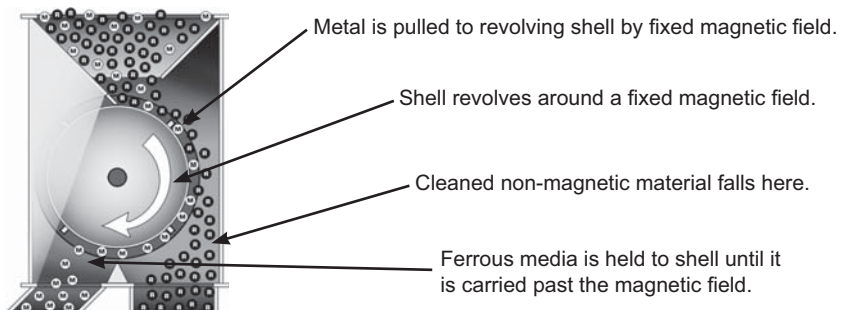 Metal is pulled to revolving shell by fixed magnetic field.
Shell revolves around a fixed magnetic field.
Cleaned non-magnetic material falls here.
Ferrous media is held to shell until it
is carried past the magnetic field.